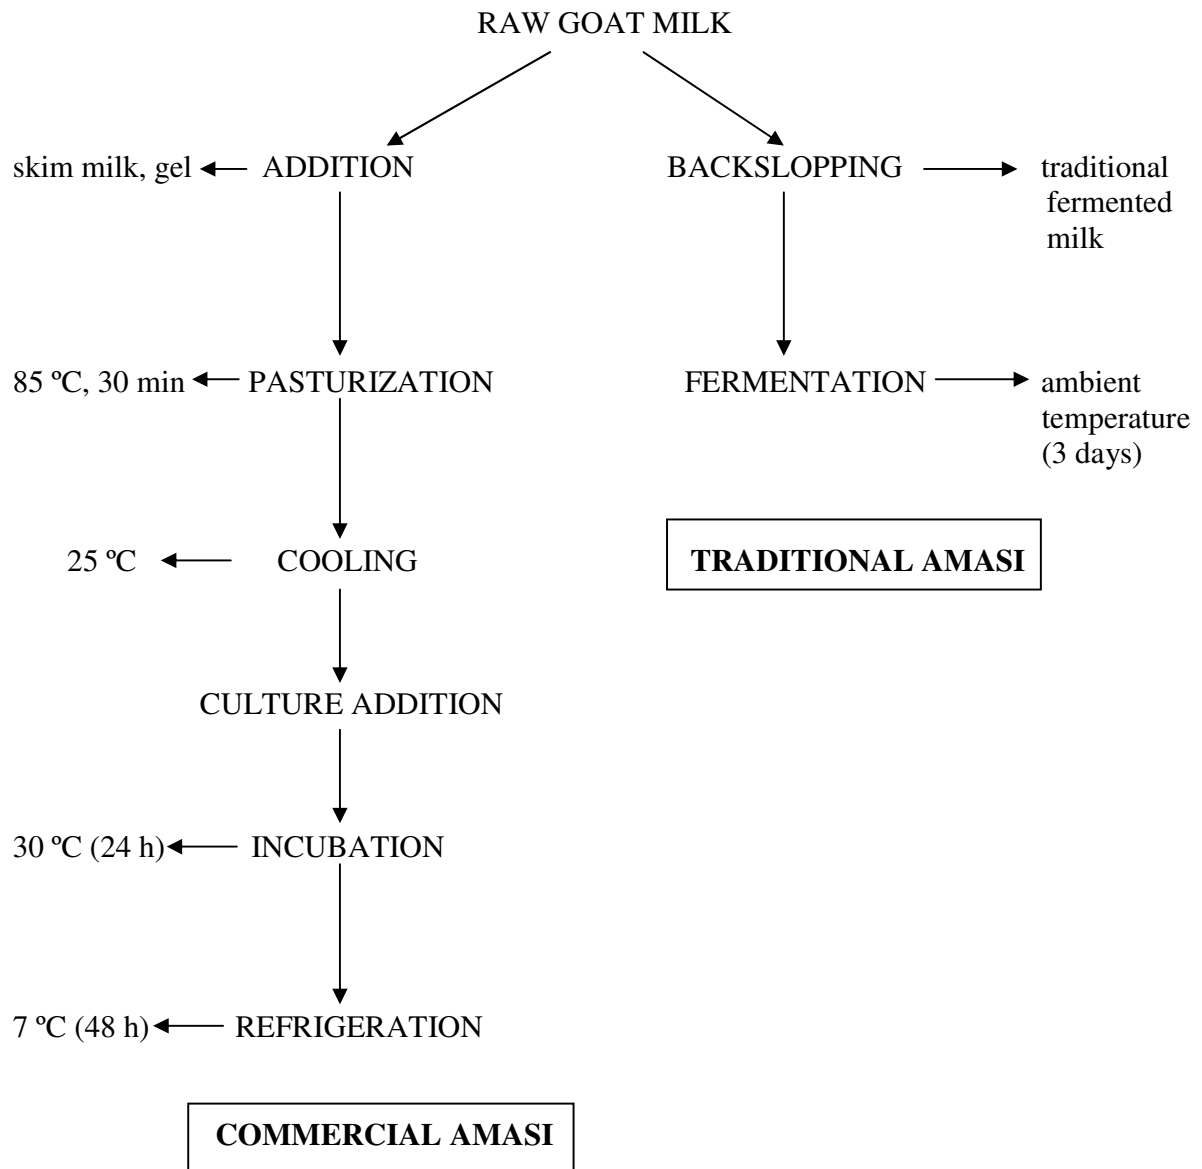 RAW GOAT MILK
skim milk, gel
ADDITION
BACKSLOPPING
traditional
fermented
milk
85 ºC, 30 min
PASTURIZATION
FERMENTATION
ambient
temperature
(3 days)
25 ºC
COOLING
TRADITIONAL AMASI
CULTURE ADDITION
30 ºC (24 h)
INCUBATION
7 ºC (48 h)
REFRIGERATION
COMMERCIAL AMASI